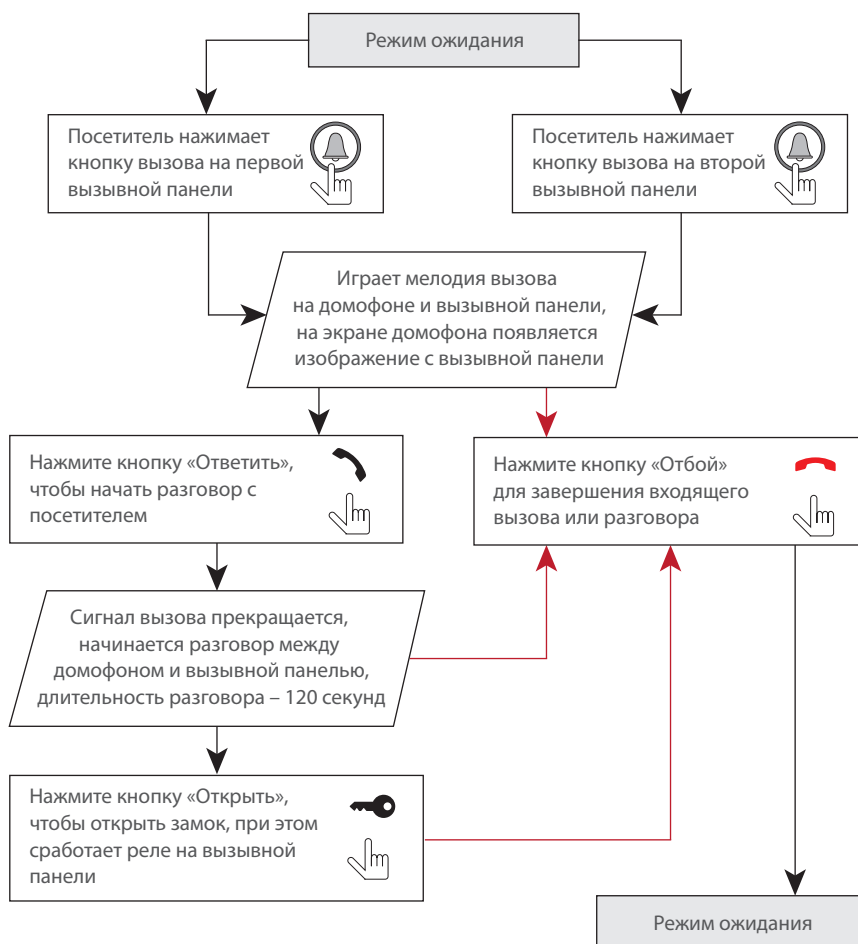 Режим ожидания
Посетитель нажимает
кнопку вызова на первой
вызывной панели
Посетитель нажимает
кнопку вызова на второй
вызывной панели
Играет мелодия вызова
на домофоне и вызывной панели,
на экране домофона появляется
изображение с вызывной панели
Нажмите кнопку «Ответить»,
чтобы начать разговор с
посетителем
Нажмите кнопку «Отбой»
для завершения входящего
вызова или разговора
Сигнал вызова прекращается,
начинается разговор между
домофоном и вызывной панелью,
длительность разговора – 120 секунд
Нажмите кнопку «Открыть»,
чтобы открыть замок, при этом
сработает реле на вызывной
панели
Режим ожидания